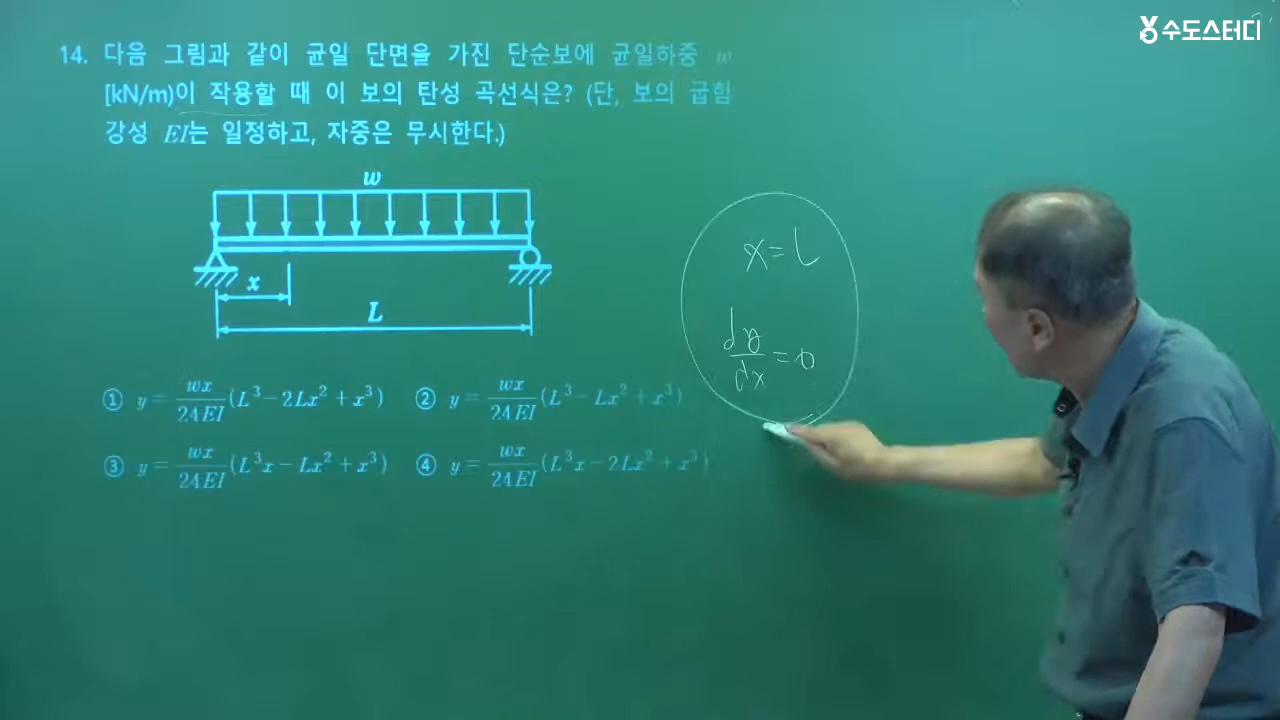 수도스터디
14. 다음 그림과 같이 균일 단면을 가진 단순보에 균일하중 w
[kN/m)이 작용할 때 이 보의 탄성 곡선식은? (단, 보의 굽힘
강성 EI는 일정하고, 자중은 무시한다.)
w
x
L
x = L
dy/dx = 0
① y = wx/24EI (L³ - 2Lx² + x³) ② y = wx/24EI (L³ - Lx² + x³)
③ y = wx/24EI (L³x - Lx² + x³) ④ y = wx/24EI (L³x - 2Lx² + x³)